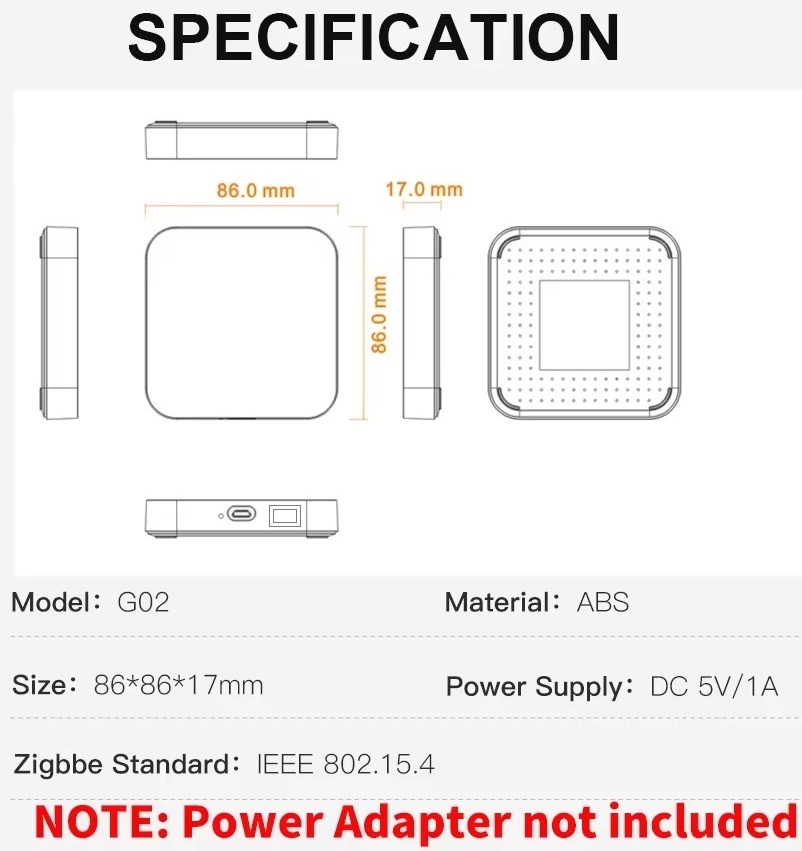 SPECIFICATION
86.0 mm
17.0 mm
86.0 mm
Model: G02
Material: ABS
Size: 86*86*17mm
Power Supply: DC 5V/1A
Zigbbe Standard: IEEE 802.15.4
NOTE: Power Adapter not included